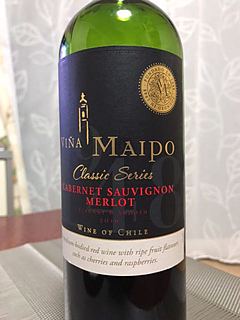 VIÑA MAIPO
Classic Series
CABERNET SAUVIGNON
MERLOT
& SMOOTH
WINE OF CHILE
medium-bodied red wine with ripe fruit flavours
such as cherries and raspberries.